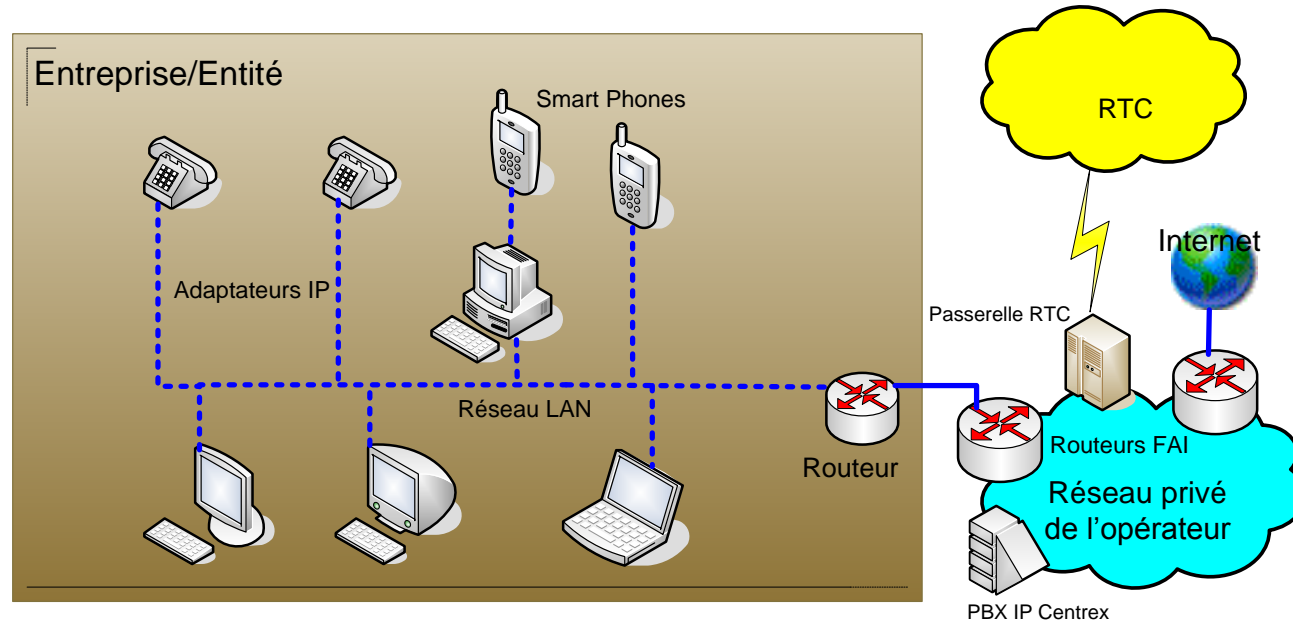 Entreprise/Entité
Smart Phones
RTC
Internet
Adaptateurs IP
Passerelle RTC
Réseau LAN
Routeur
Routeurs FAI
Réseau privé
de l'opérateur
PBX IP Centrex